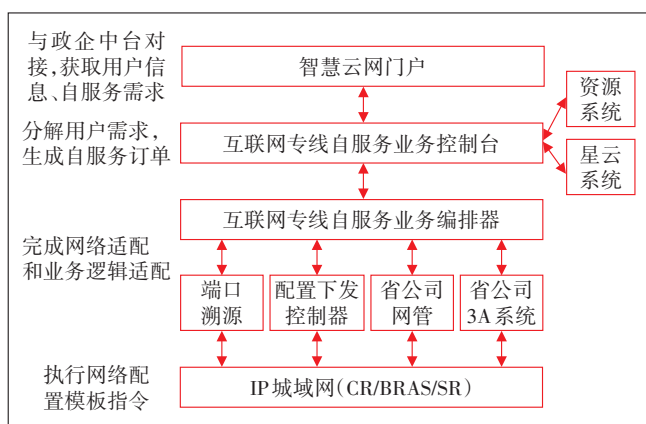 与政企中台对
接,获取用户信
息、自服务需求
智慧云网门户
资源
系统
分解用户需求,
生成自服务订单
互联网专线自服务业务控制台
星云
系统
互联网专线自服务业务编排器
完成网络适配
和业务逻辑适配
端口
溯源
配置下发
控制器
省公司
网管
省公司
3A系统
执行网络配
置模板指令
IP城域网(CR/BRAS/SR)